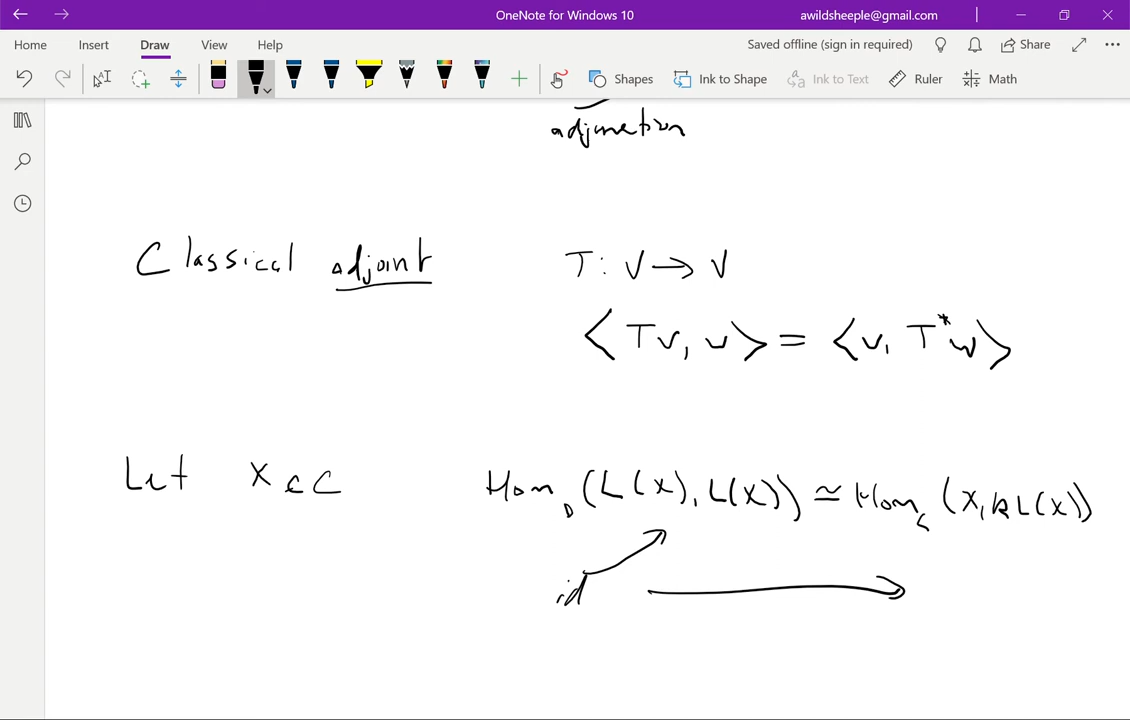 OneNote for Windows 10
awildsheeple@gmail.com
Home Insert Draw View Help
Saved offline (sign in required)
Share
Shapes
Ink to Shape
Ink to Text
Ruler
Math
adjunction
Classical adjoint T: V → V
⟨Tv, w⟩ = ⟨v, T*w⟩
Let X ∈ C Hom_D(L(X), L(X)) ≃ Hom_C(X, RL(X))
id